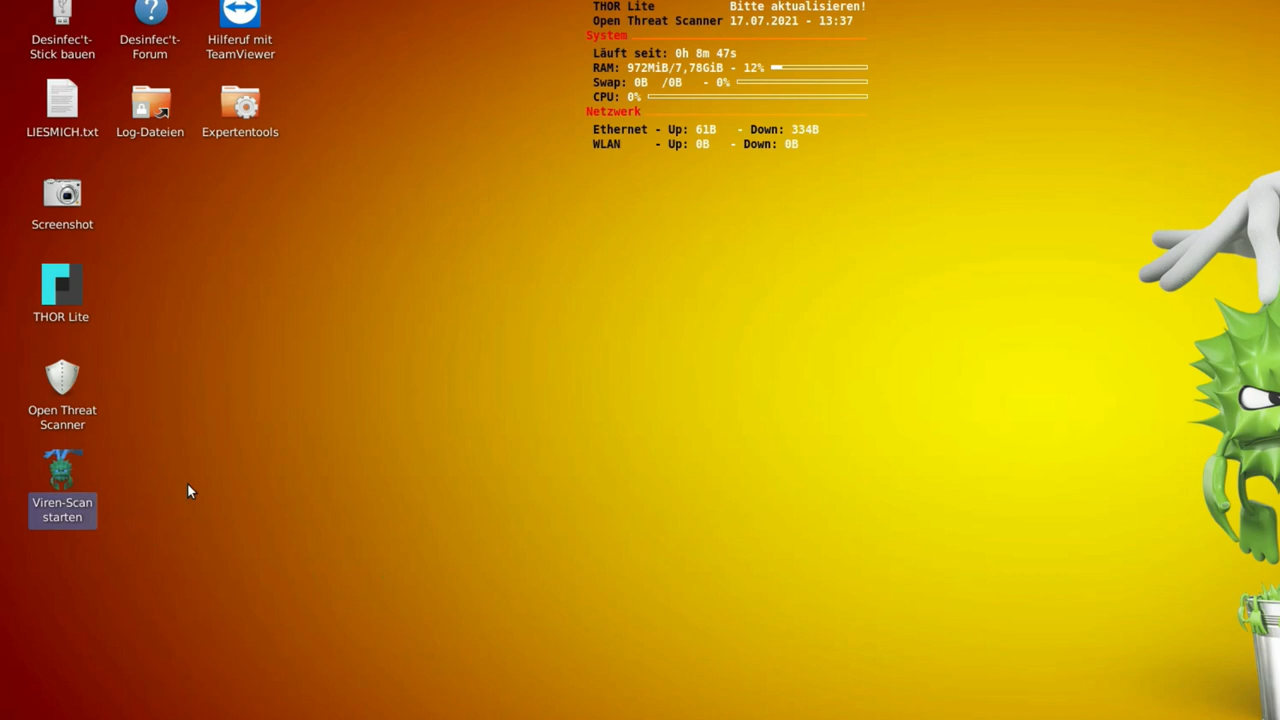 Desinfec't-
Stick bauen
Desinfec't-
Forum
Hilferuf mit
TeamViewer
LIESMICH.txt
Log-Dateien
Expertentools
Screenshot
THOR Lite
Open Threat
Scanner
Viren-Scan
starten
THOR Lite Bitte aktualisieren!
Open Threat Scanner 17.07.2021 - 13:37
System
Läuft seit: 0h 8m 47s
RAM: 972MiB/7,78GiB - 12%
Swap: 0B /0B - 0%
CPU: 0%
Netzwerk
Ethernet - Up: 61B - Down: 334B
WLAN - Up: 0B - Down: 0B